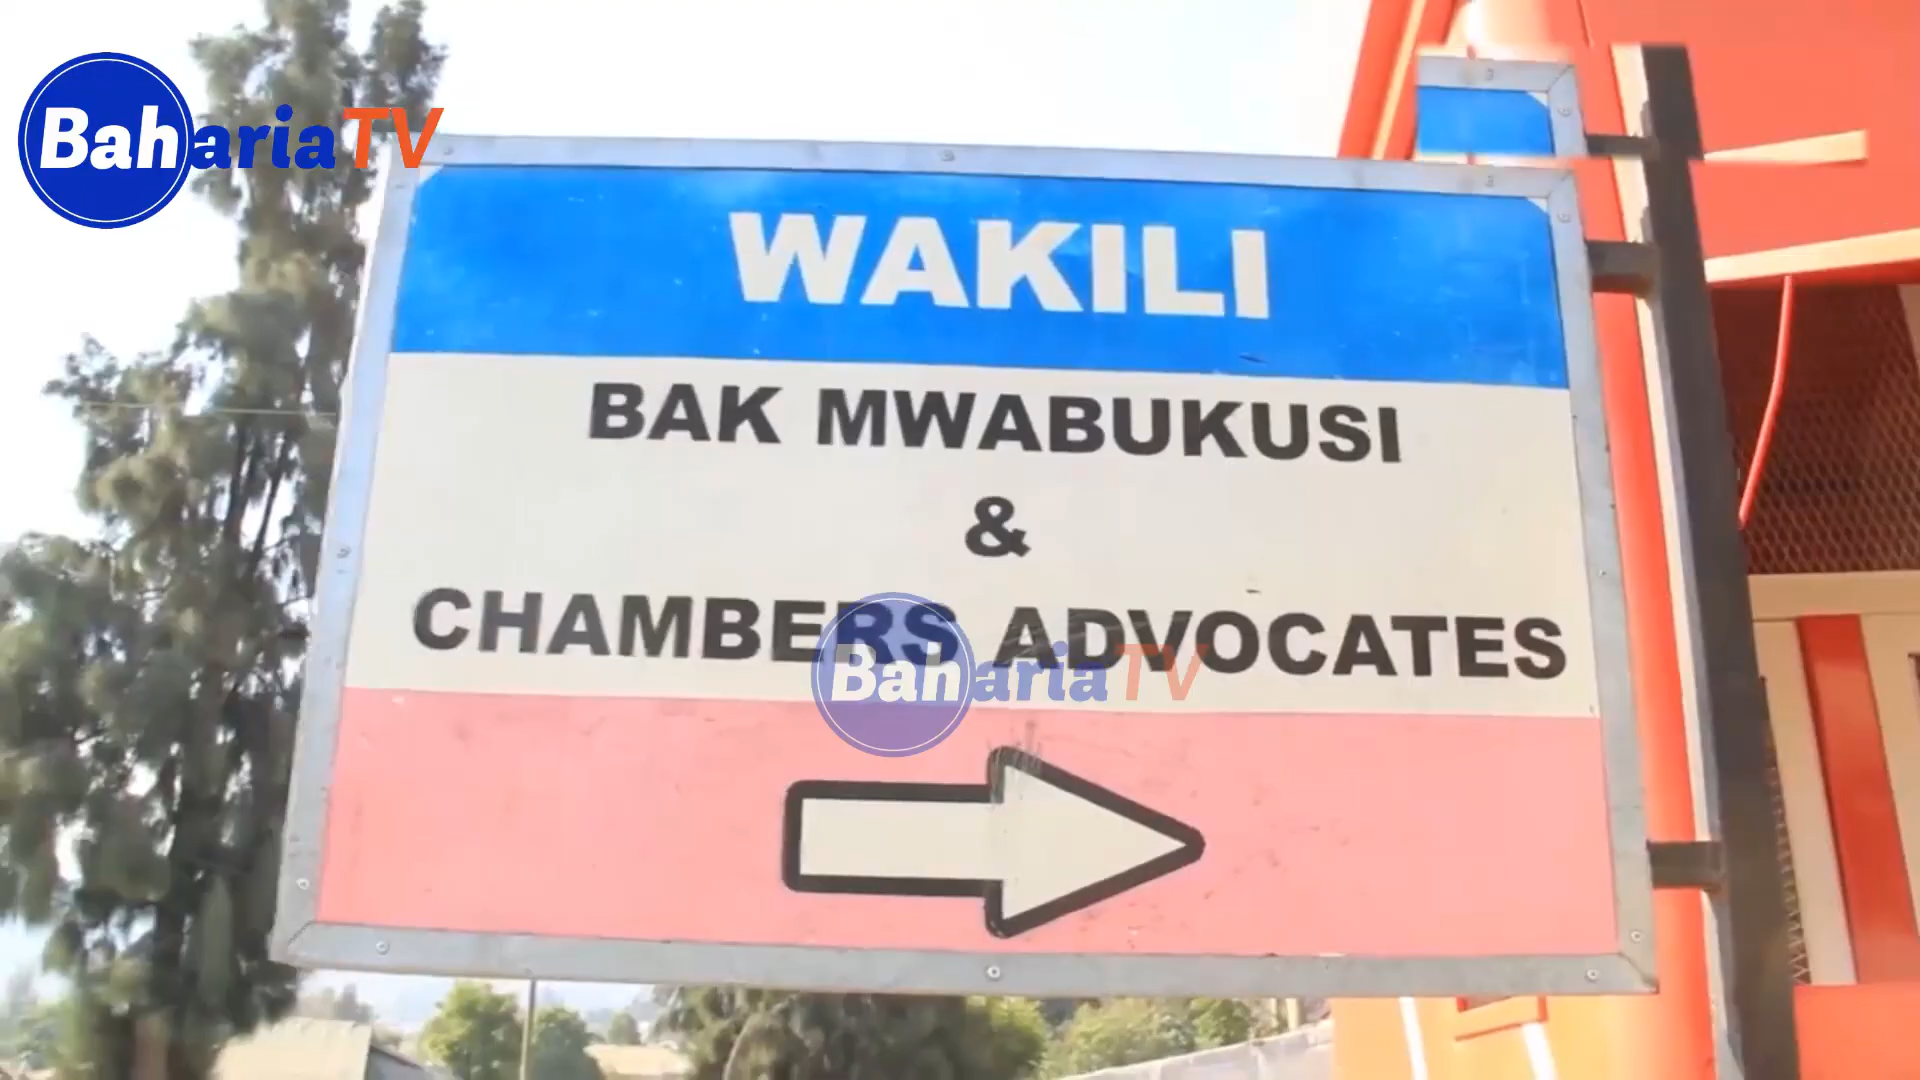 BahariaTV
WAKILI
BAK MWABUKUSI
&
CHAMBERS ADVOCATES
BahariaTV